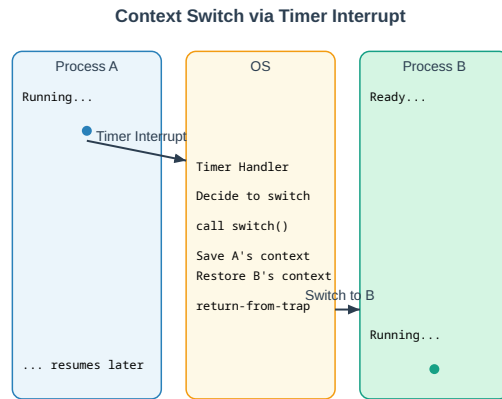 Context Switch via Timer Interrupt
Process A
Running...
Timer Interrupt
... resumes later
OS
Timer Handler
Decide to switch
call switch()
Save A's context
Restore B's context
return-from-trap
Switch to B
Process B
Ready...
Running...